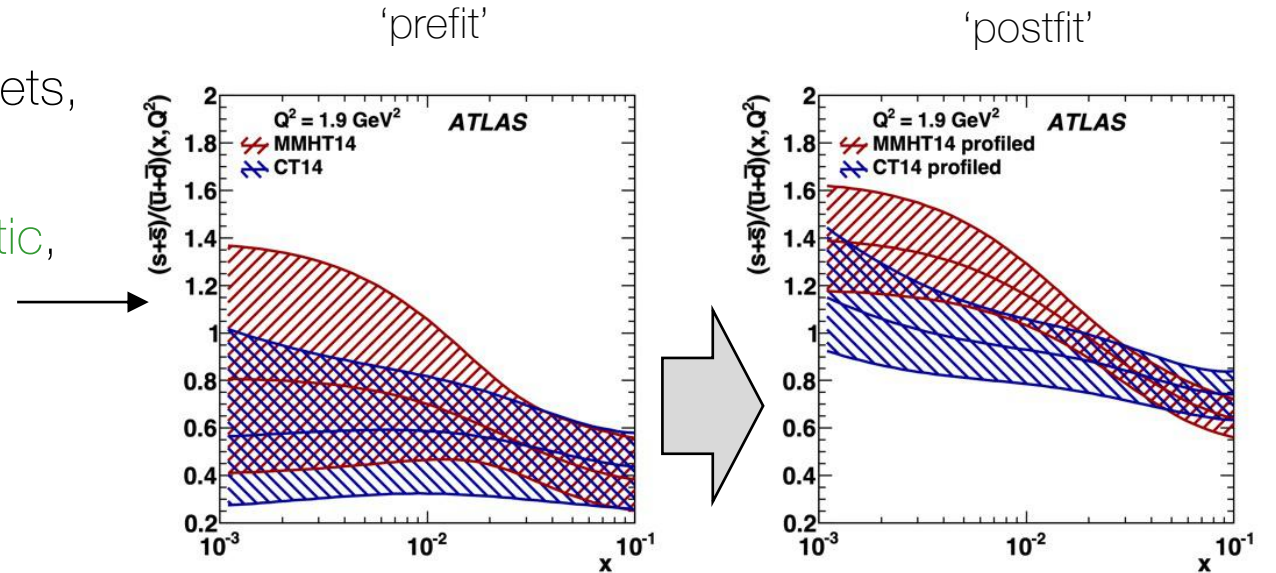 ‘prefit’
‘postfit’
ets,
tic,
Q² = 1.9 GeV²
ATLAS
MMHT14
CT14
(s+s̅)/(u̅+d̅)(x,Q²)
2
1.8
1.6
1.4
1.2
1
0.8
0.6
0.4
0.2
10⁻³
10⁻²
10⁻¹
x
Q² = 1.9 GeV²
ATLAS
MMHT14 profiled
CT14 profiled
(s+s̅)/(u̅+d̅)(x,Q²)
2
1.8
1.6
1.4
1.2
1
0.8
0.6
0.4
0.2
10⁻³
10⁻²
10⁻¹
x